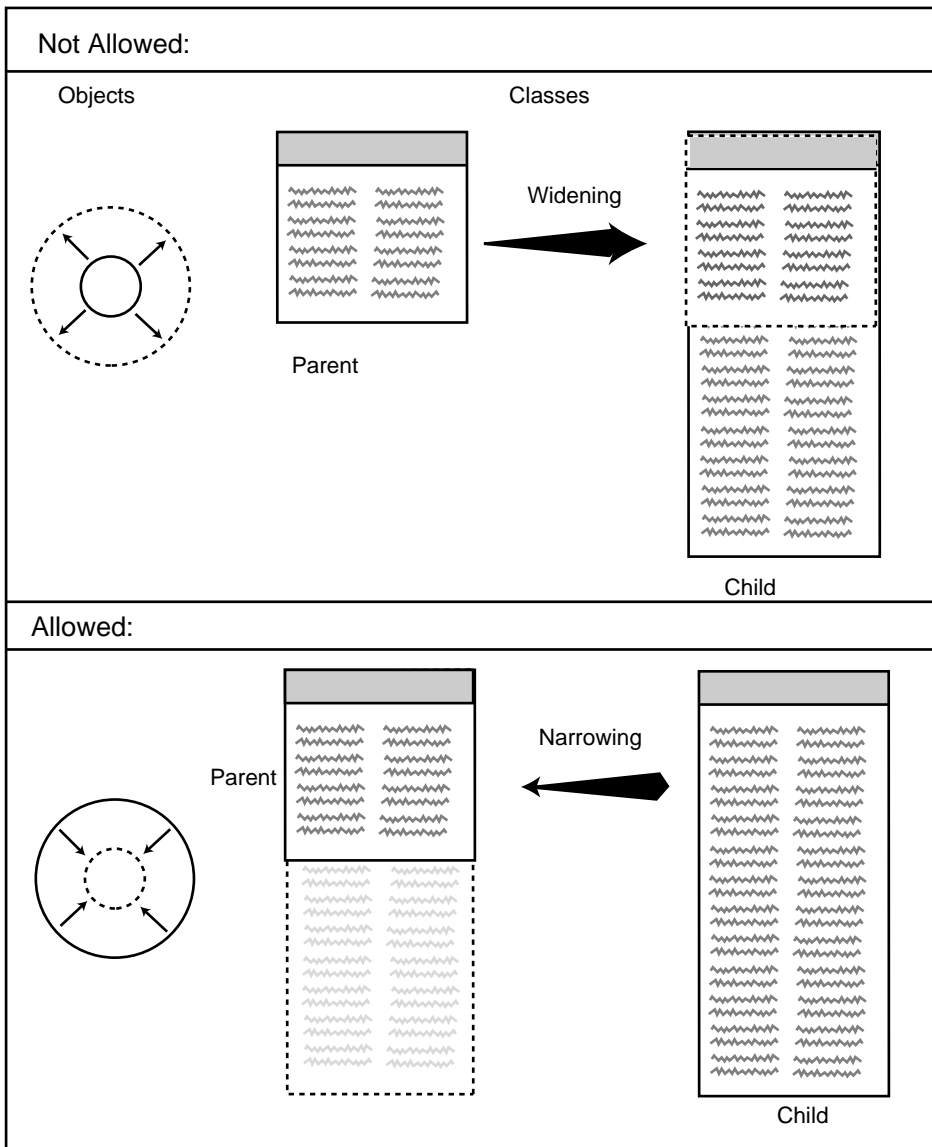 Not Allowed:
Objects
Classes
Widening
Parent
Child
Allowed:
Narrowing
Parent
Child